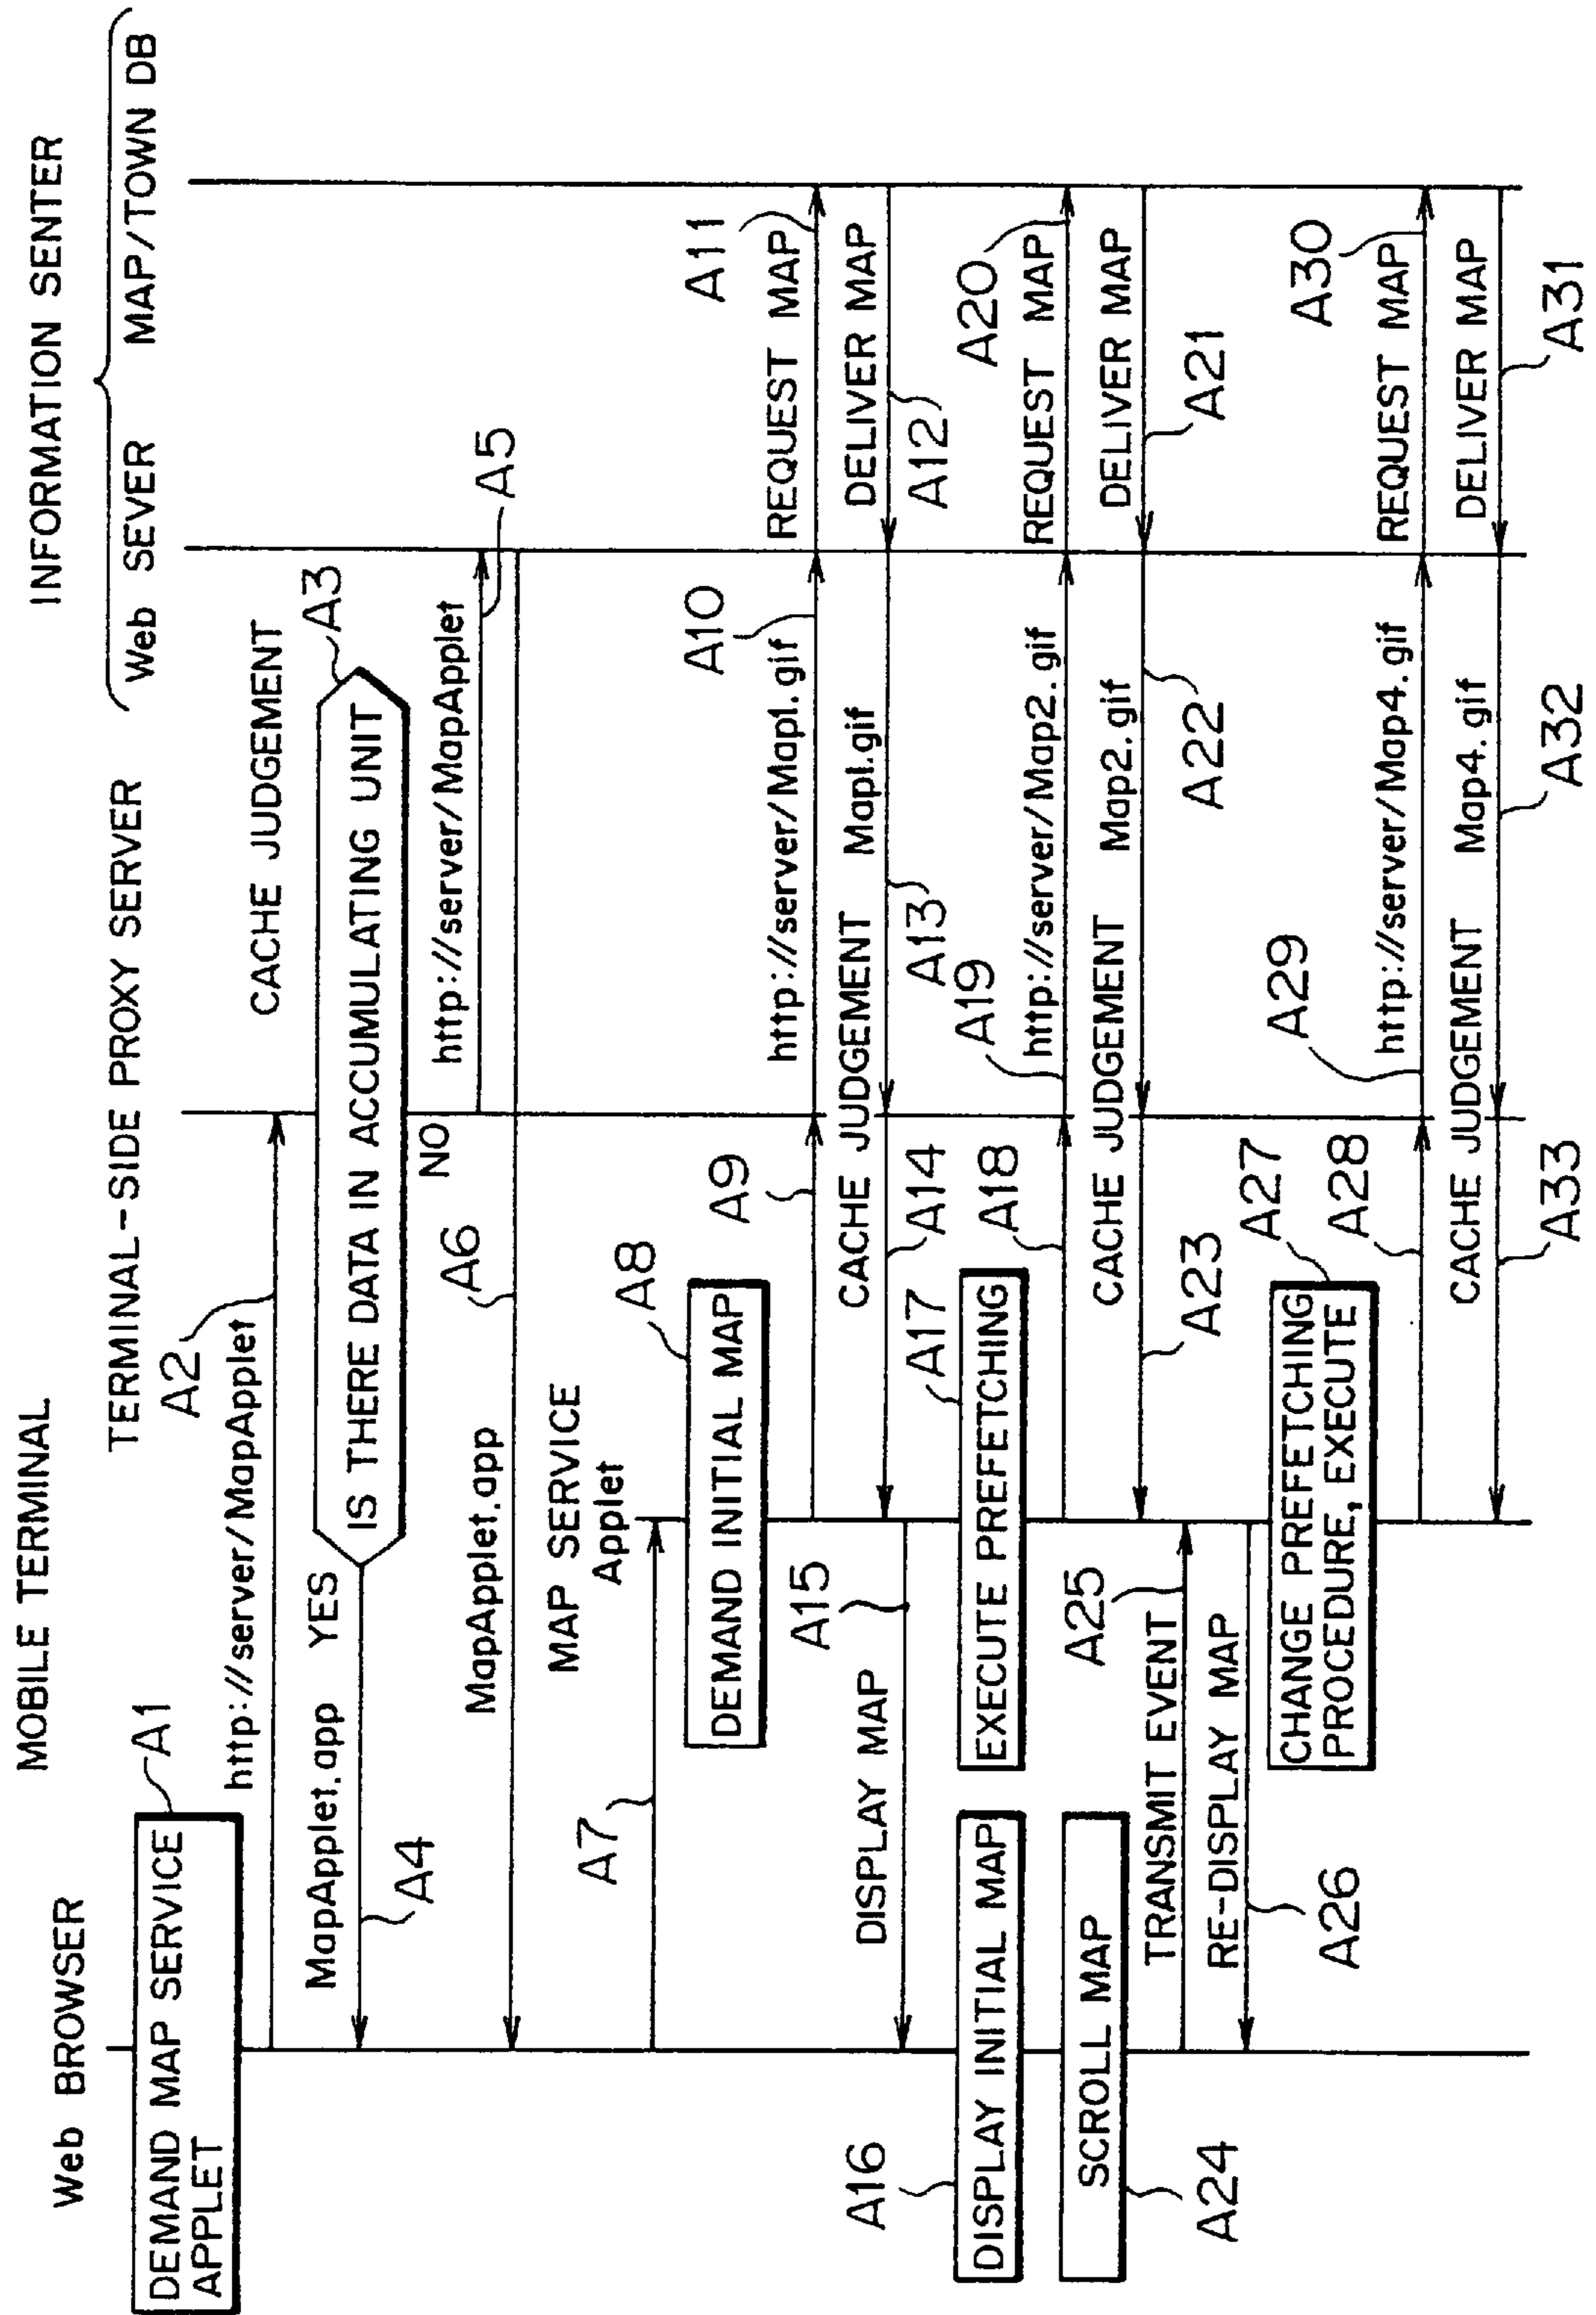 MOBILE TERMINAL
INFORMATION SENTER
Web BROWSER
TERMINAL-SIDE PROXY SERVER
Web SEVER
MAP/TOWN DB
DEMAND MAP SERVICE
APPLET
A1
A2
http://server/MapApplet
CACHE JUDGEMENT
A3
IS THERE DATA IN ACCUMULATING UNIT
YES
MapApplet.app
A4
NO
http://server/MapApplet
A5
A6
MapApplet.app
MAP SERVICE
Applet
A7
A8
DEMAND INITIAL MAP
A9
http://server/Map1.gif
A10
REQUEST MAP
A11
CACHE JUDGEMENT
Map1.gif
DELIVER MAP
A12
A13
A14
DISPLAY MAP
A15
A16
DISPLAY INITIAL MAP
A17
EXECUTE PREFETCHING
A18
A19
http://server/Map2.gif
REQUEST MAP
A20
CACHE JUDGEMENT
Map2.gif
DELIVER MAP
A21
A22
A23
SCROLL MAP
A24
TRANSMIT EVENT
A25
RE-DISPLAY MAP
A26
CHANGE PREFETCHING
PROCEDURE, EXECUTE
A27
A28
A29
http://server/Map4.gif
REQUEST MAP
A30
CACHE JUDGEMENT
Map4.gif
DELIVER MAP
A31
A32
A33